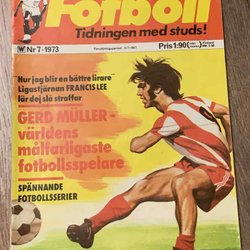 Fotboll
Tidningen med studs!
Nr 7 · 1973
Pris 1:90
Hur jag blir en bättre lirare
Ligastjärnan FRANCIS LEE
lär dej slå straffar
GERD MÜLLER -
världens
målfarligaste
fotbollsspelare
SPÄNNANDE
FOTBOLLSSERIER